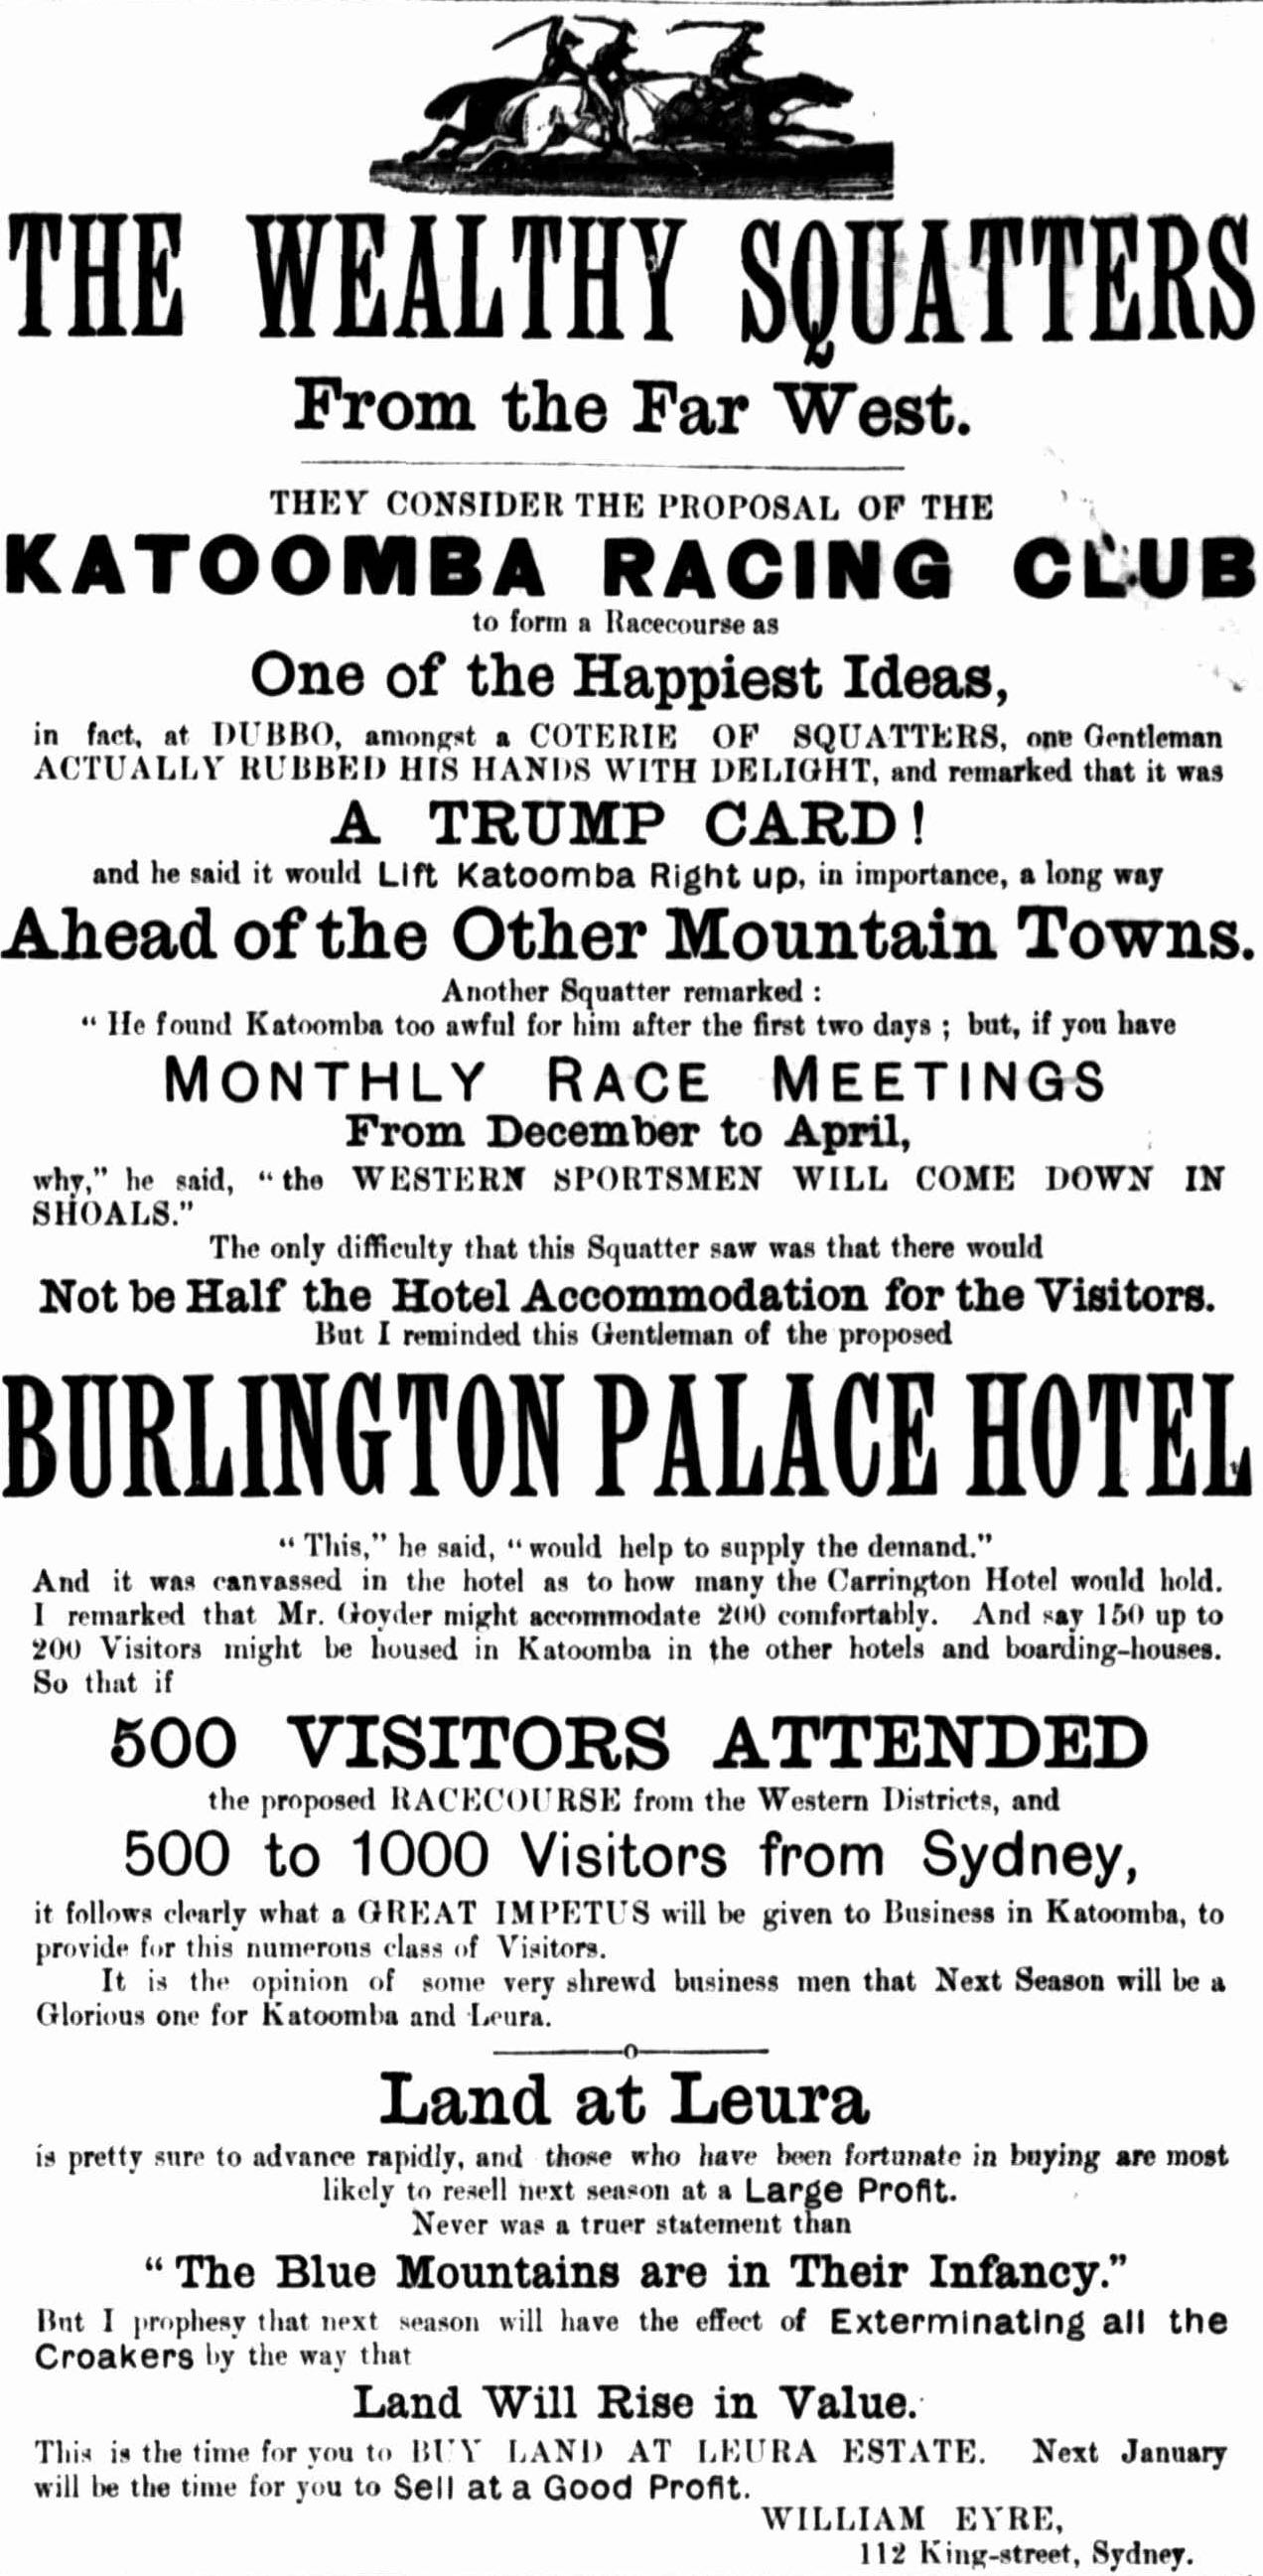 THE WEALTHY SQUATTERS
From the Far West.
THEY CONSIDER THE PROPOSAL OF THE
KATOOMBA RACING CLUB
to form a Racecourse as
One of the Happiest Ideas,
in fact, at DUBBO, amongst a COTERIE OF SQUATTERS, one Gentleman
ACTUALLY RUBBED HIS HANDS WITH DELIGHT, and remarked that it was
A TRUMP CARD!
and he said it would Lift Katoomba Right up, in importance, a long way
Ahead of the Other Mountain Towns.
Another Squatter remarked :
“ He found Katoomba too awful for him after the first two days ; but, if you have
MONTHLY RACE MEETINGS
From December to April,
why,” he said, “ the WESTERN SPORTSMEN WILL COME DOWN IN
SHOALS.”
The only difficulty that this Squatter saw was that there would
Not be Half the Hotel Accommodation for the Visitors.
But I reminded this Gentleman of the proposed
BURLINGTON PALACE HOTEL
“ This,” he said, “ would help to supply the demand.”
And it was canvassed in the hotel as to how many the Carrington Hotel would hold.
I remarked that Mr. Goyder might accommodate 200 comfortably. And say 150 up to
200 Visitors might be housed in Katoomba in the other hotels and boarding-houses.
So that if
500 VISITORS ATTENDED
the proposed RACECOURSE from the Western Districts, and
500 to 1000 Visitors from Sydney,
it follows clearly what a GREAT IMPETUS will be given to Business in Katoomba, to
provide for this numerous class of Visitors.
It is the opinion of some very shrewd business men that Next Season will be a
Glorious one for Katoomba and Leura.
Land at Leura
is pretty sure to advance rapidly, and those who have been fortunate in buying are most
likely to resell next season at a Large Profit.
Never was a truer statement than
“ The Blue Mountains are in Their Infancy.”
But I prophesy that next season will have the effect of Exterminating all the
Croakers by the way that
Land Will Rise in Value.
This is the time for you to BUY LAND AT LEURA ESTATE. Next January
will be the time for you to Sell at a Good Profit.
WILLIAM EYRE,
112 King-street, Sydney.